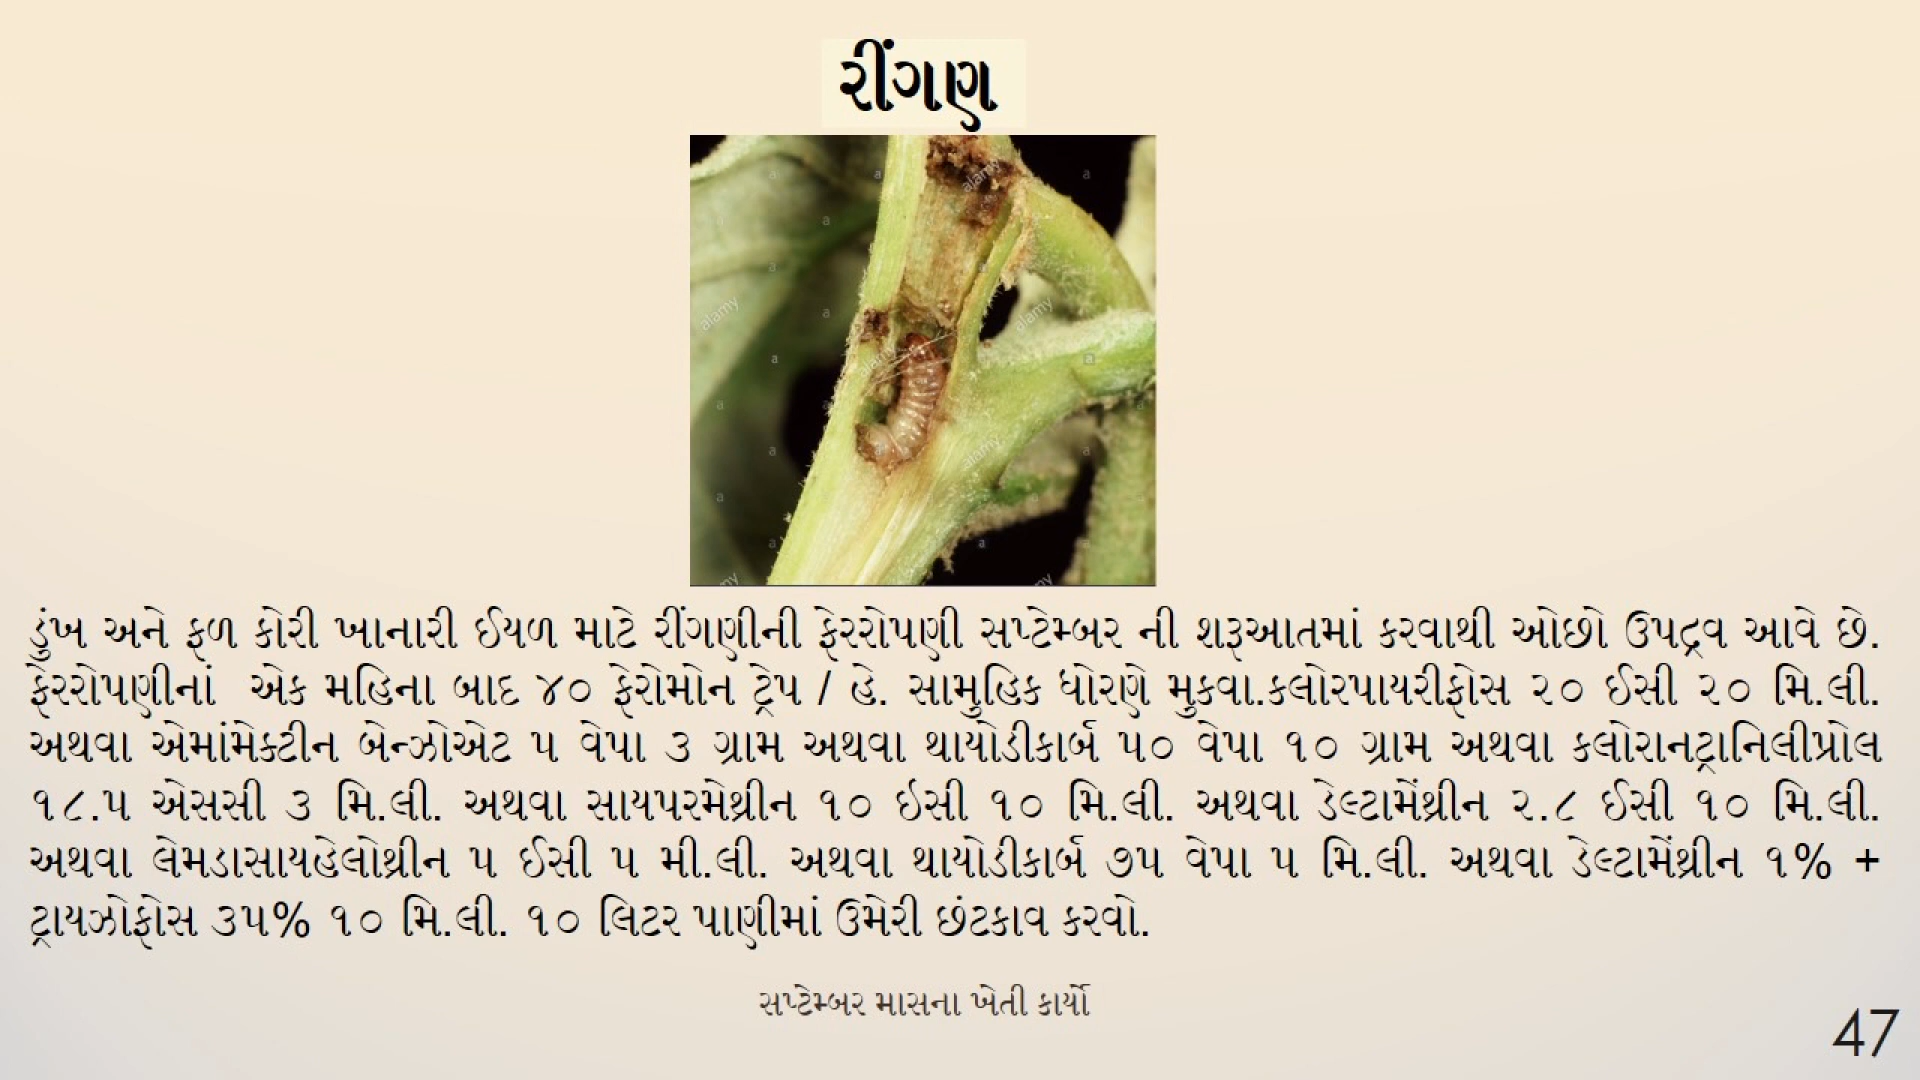 રીંગણ
ડુંખ અને ફળ કોરી ખાનારી ઈયળ માટે રીંગણીની ફેરરોપણી સપ્ટેમ્બર ની શરૂઆતમાં કરવાથી ઓછો ઉપદ્રવ આવે છે.
ફેરરોપણીનાં એક મહિના બાદ ૪૦ ફેરોમોન ટ્રેપ / હે. સામુહિક ધોરણે મુકવા.કલોરપાયરીફોસ ૨૦ ઈસી ૨૦ મિ.લી.
અથવા એમાંમેક્ટીન બેન્ઝોએટ ૫ વેપા ૩ ગ્રામ અથવા થાયોડીકાર્બ ૫૦ વેપા ૧૦ ગ્રામ અથવા કલોરાનટ્રાનિલીપ્રોલ
૧૮.૫ એસસી ૩ મિ.લી. અથવા સાયપરમેથ્રીન ૧૦ ઇસી ૧૦ મિ.લી. અથવા ડેલ્ટામેંથ્રીન ૨.૮ ઈસી ૧૦ મિ.લી.
અથવા લેમડાસાયહેલોથ્રીન ૫ ઈસી ૫ મી.લી. અથવા થાયોડીકાર્બ ૭૫ વેપા ૫ મિ.લી. અથવા ડેલ્ટામેંથ્રીન ૧% +
ટ્રાયઝોફોસ ૩૫% ૧૦ મિ.લી. ૧૦ લિટર પાણીમાં ઉમેરી છંટકાવ કરવો.
સપ્ટેમ્બર માસના ખેતી કાર્યો
47